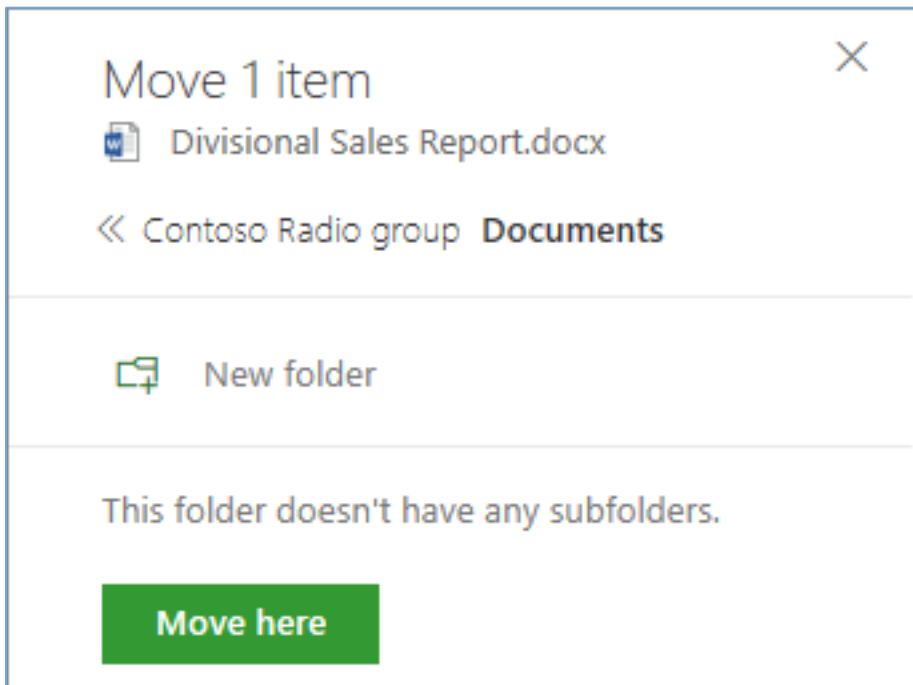 Move 1 item
Divisional Sales Report.docx
Contoso Radio group Documents
New folder
This folder doesn't have any subfolders.
Move here